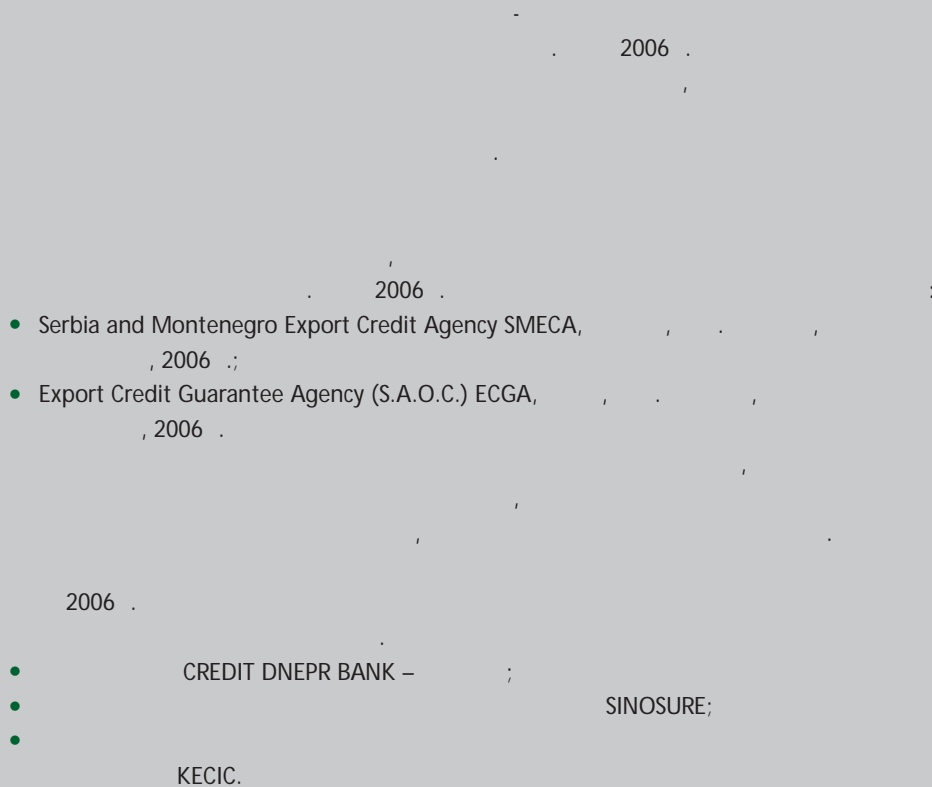 -
. 2006 .
,
.
,
. 2006 . :
• Serbia and Montenegro Export Credit Agency SMECA, , . ,
, 2006 .;
• Export Credit Guarantee Agency (S.A.O.C.) ECGA, , . ,
, 2006 .
,
,
, .
2006 .
.
• CREDIT DNEPR BANK – ;
• SINOSURE;
•
KECIC.